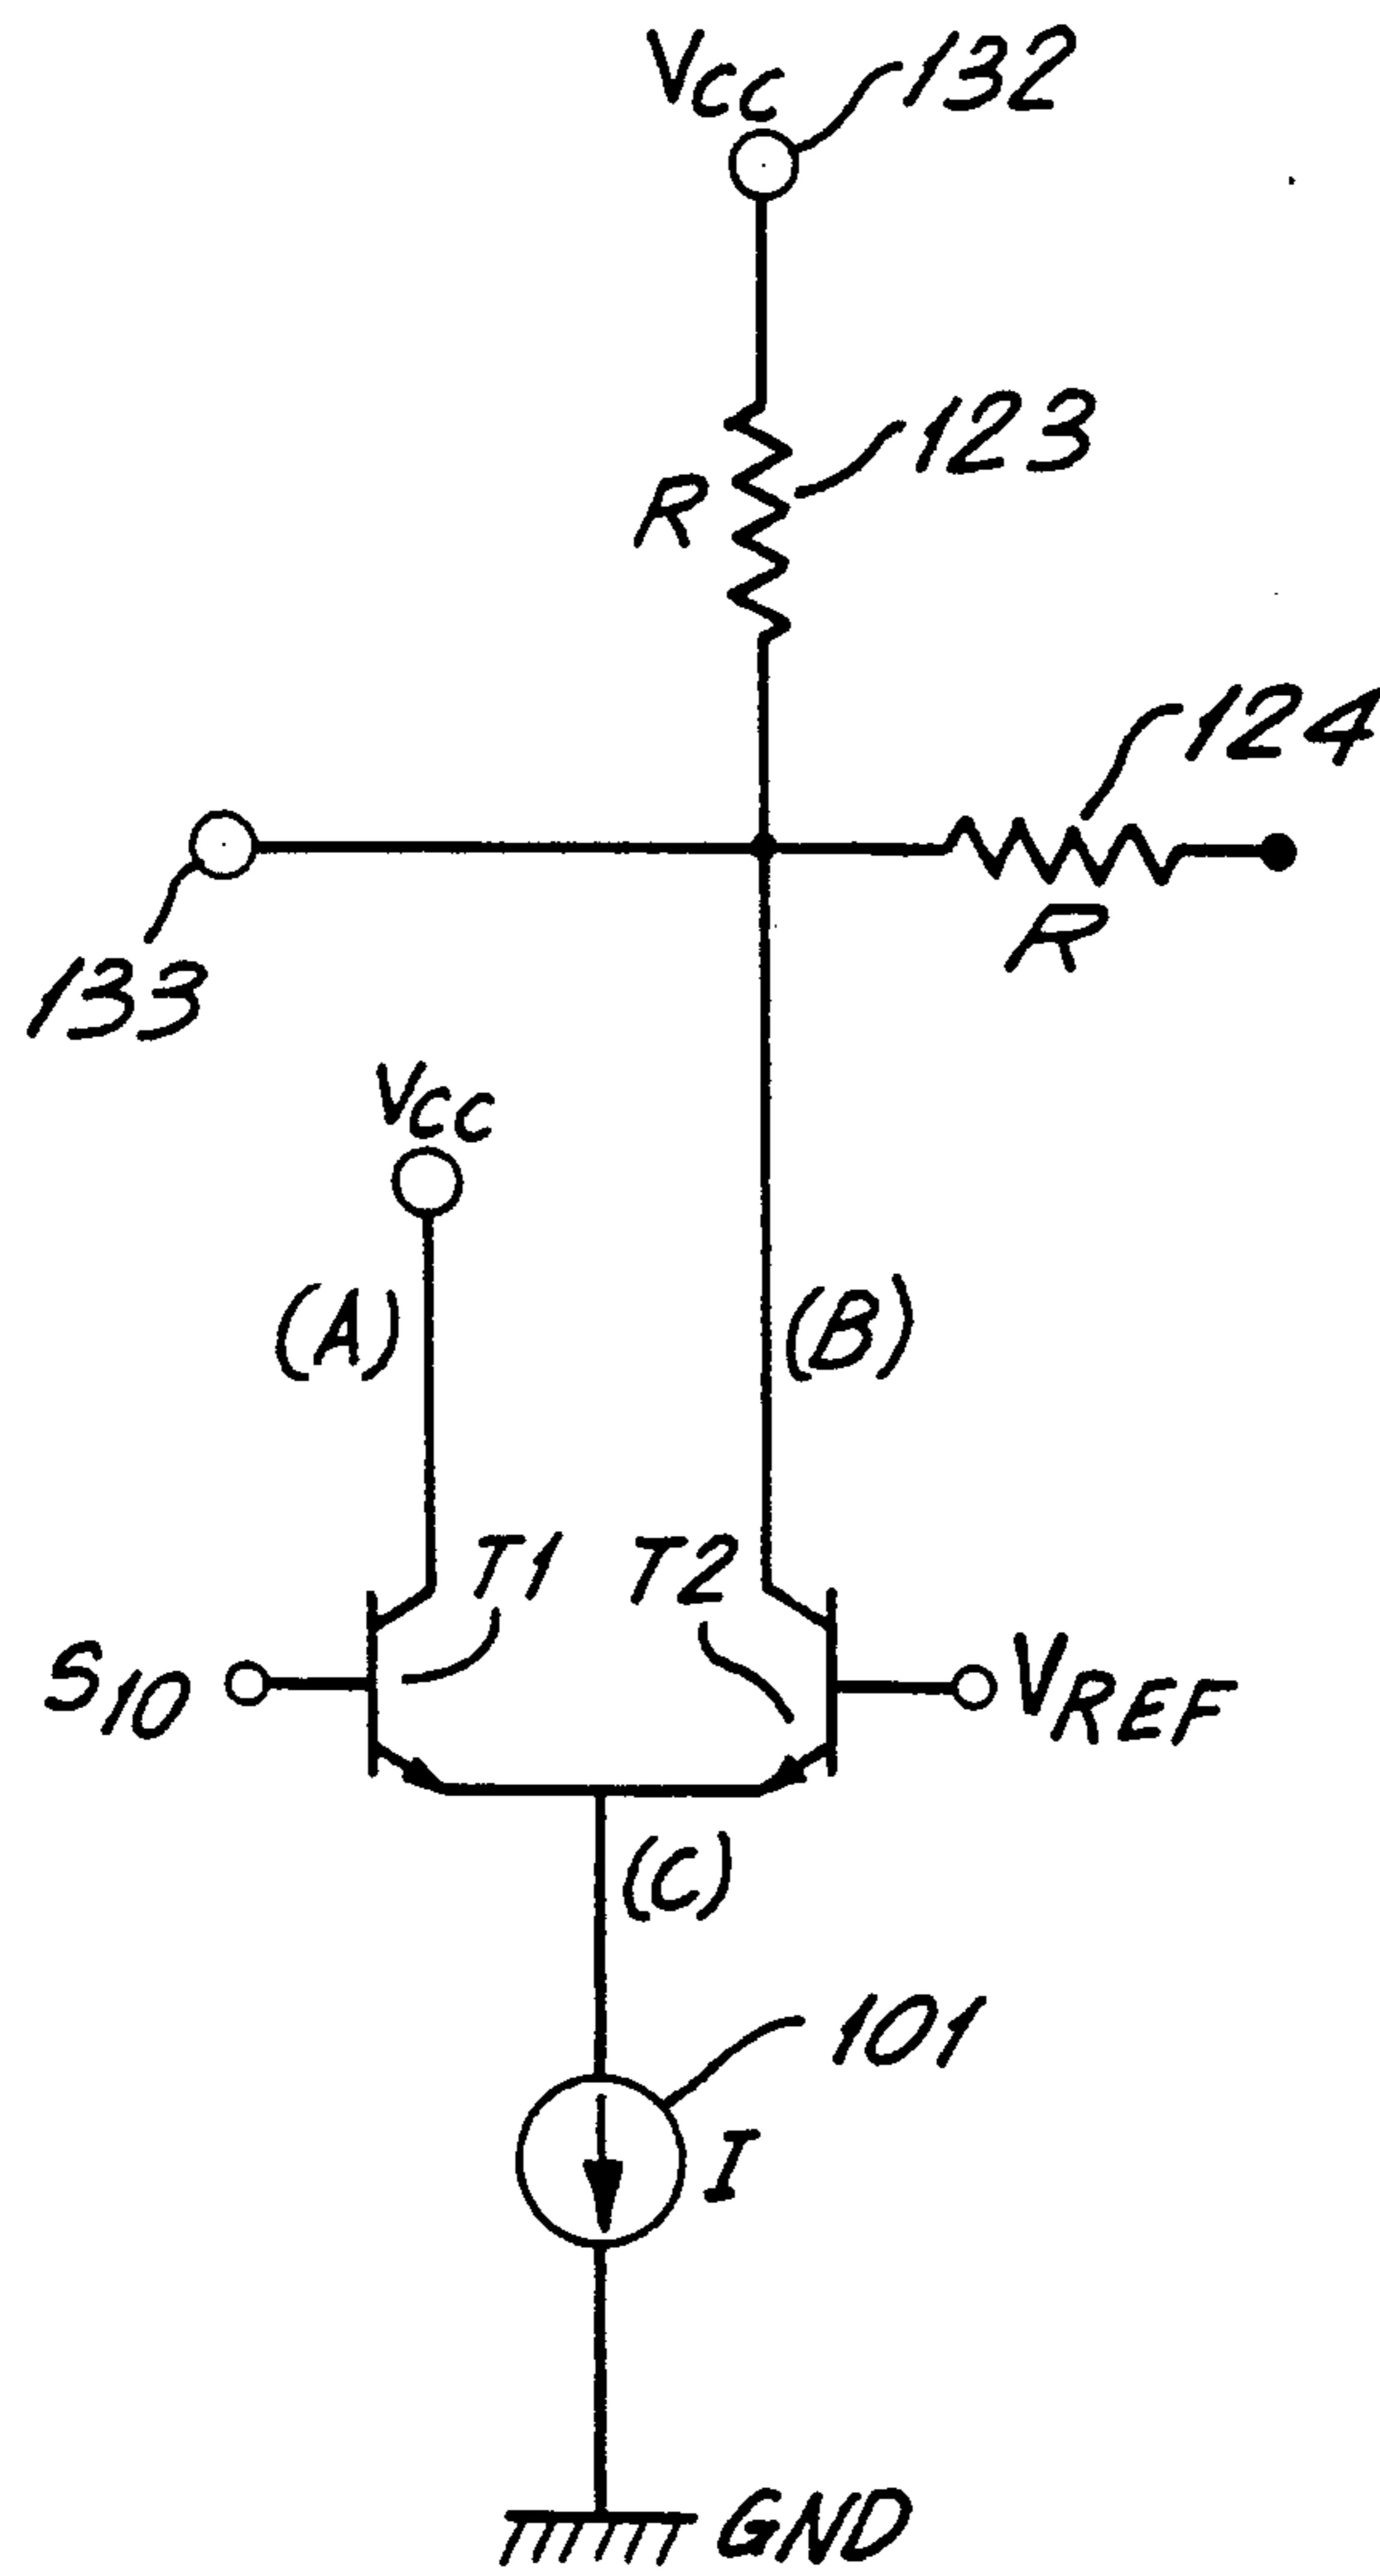 VCC
132
R
123
124
R
133
VCC
(A)
(B)
T1
T2
S10
VREF
(C)
101
I
GND